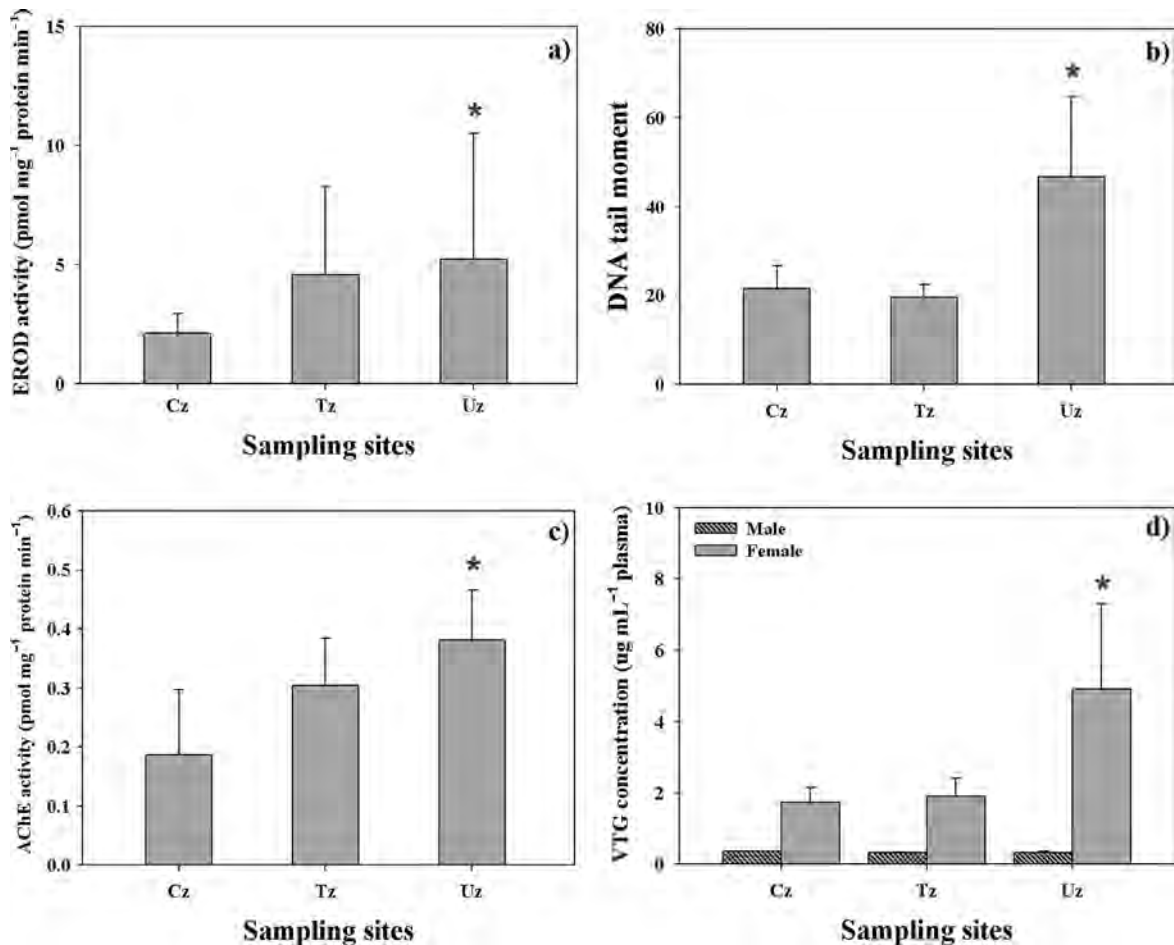 a)
EROD activity (pmol mg⁻¹ protein min⁻¹)
15
10
5
0
Cz Tz Uz
Sampling sites
*
b)
DNA tail moment
80
60
40
20
0
Cz Tz Uz
Sampling sites
*
c)
AChE activity (pmol mg⁻¹ protein min⁻¹)
0.6
0.5
0.4
0.3
0.2
0.1
0.0
Cz Tz Uz
Sampling sites
*
d)
VTG concentration (ug mL⁻¹ plasma)
10
8
6
4
2
0
Male
Female
Cz Tz Uz
Sampling sites
*